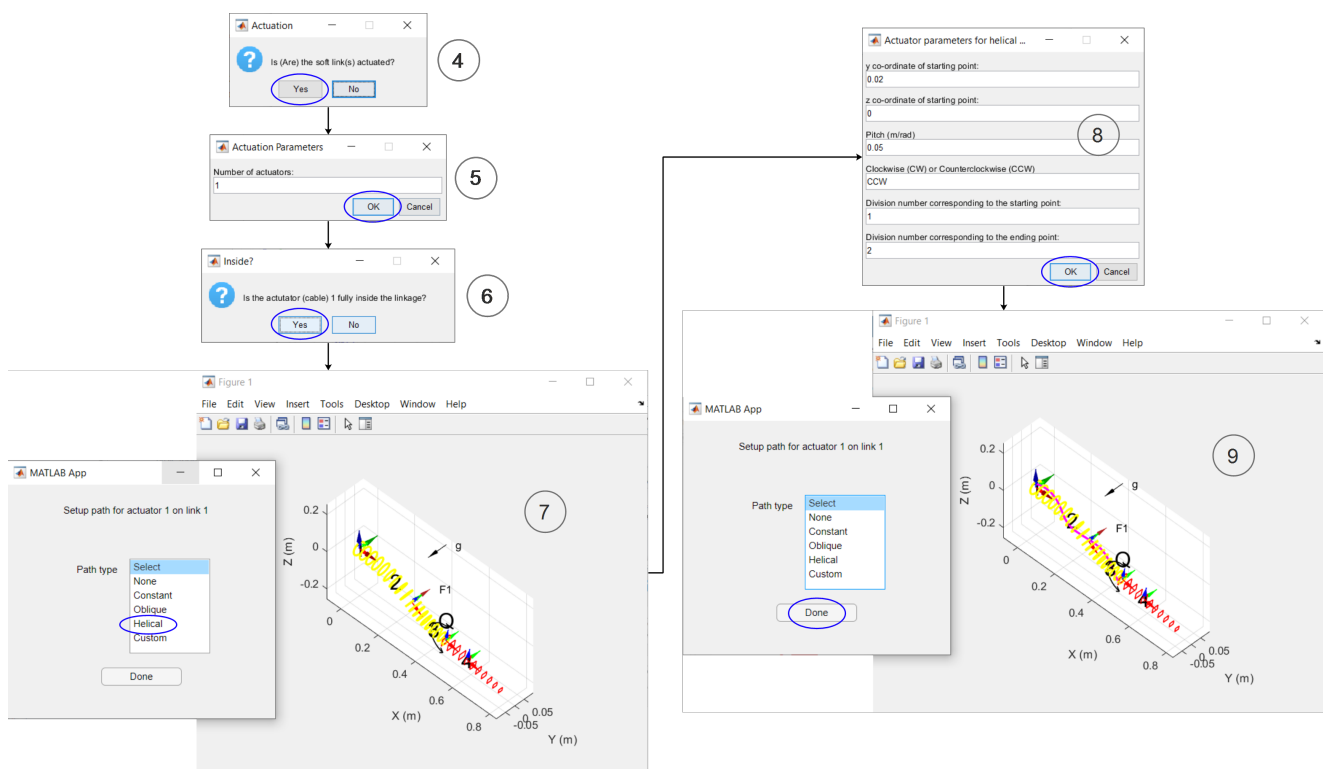 Actuation
Is (Are) the soft link(s) actuated?
Yes No
4
Actuation Parameters
Number of actuators:
1
OK Cancel
5
Inside?
Is the actutator (cable) 1 fully inside the linkage?
Yes No
6
Figure 1
File Edit View Insert Tools Desktop Window Help
MATLAB App
Setup path for actuator 1 on link 1
Path type
Select
None
Constant
Oblique
Helical
Custom
Done
7
0.2
0
-0.2
Z (m)
0
0.2
0.4
0.6
0.8
X (m)
0.05
0
-0.05
Y (m)
g
F1
2
Q
3
4
Actuator parameters for helical ...
y co-ordinate of starting point:
0.02
z co-ordinate of starting point:
0
Pitch (m/rad)
0.05
Clockwise (CW) or Counterclockwise (CCW)
CCW
Division number corresponding to the starting point:
1
Division number corresponding to the ending point:
2
OK Cancel
8
Figure 1
File Edit View Insert Tools Desktop Window Help
MATLAB App
Setup path for actuator 1 on link 1
Path type
Select
None
Constant
Oblique
Helical
Custom
Done
9
0.2
0
-0.2
Z (m)
0
0.2
0.4
0.6
0.8
X (m)
0.05
0
-0.05
Y (m)
g
F1
2
Q
3
4